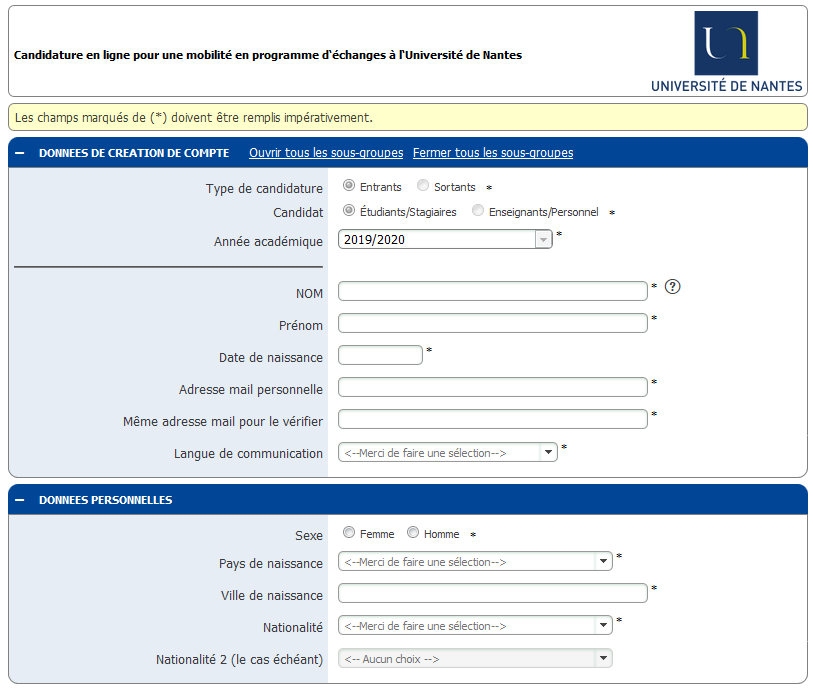 Candidature en ligne pour une mobilité en programme d'échanges à l'Université de Nantes
UNIVERSITÉ DE NANTES
Les champs marqués de (*) doivent être remplis impérativement.
DONNEES DE CREATION DE COMPTE Ouvrir tous les sous-groupes Fermer tous les sous-groupes
Type de candidature Entrants Sortants *
Candidat Étudiants/Stagiaires Enseignants/Personnel *
Année académique 2019/2020 *
NOM * ?
Prénom *
Date de naissance *
Adresse mail personnelle *
Même adresse mail pour le vérifier *
Langue de communication <--Merci de faire une sélection--> *
DONNEES PERSONNELLES
Sexe Femme Homme *
Pays de naissance <--Merci de faire une sélection--> *
Ville de naissance *
Nationalité <--Merci de faire une sélection--> *
Nationalité 2 (le cas échéant) <-- Aucun choix -->